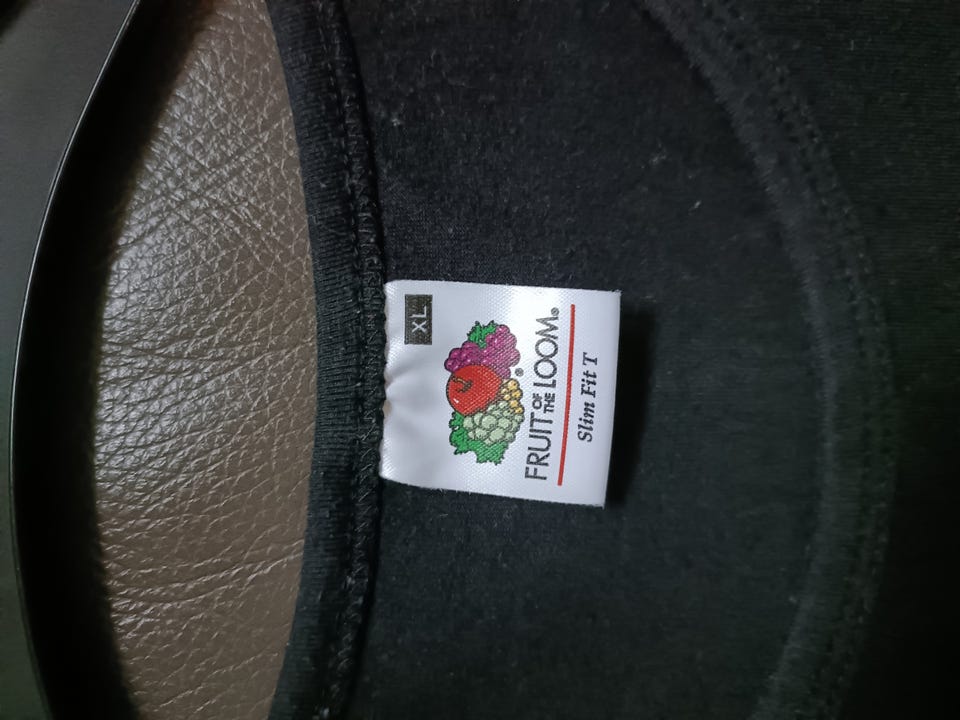 XL
®
FRUIT OF THE LOOM®
Slim Fit T